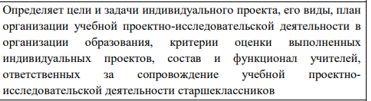 Определяет цели и задачи индивидуального проекта, его виды, план
организации учебной проектно-исследовательской деятельности в
организации образования, критерии оценки выполненных
индивидуальных проектов, состав и функционал учителей,
ответственных за сопровождение учебной проектно-
исследовательской деятельности старшеклассников